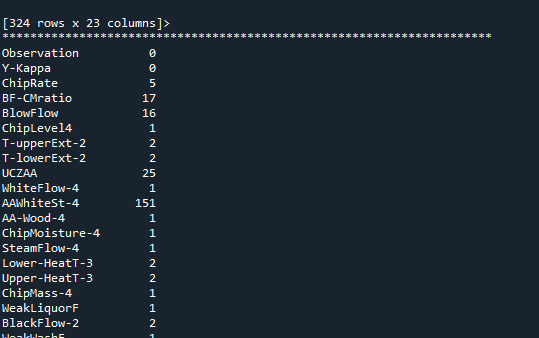 [324 rows x 23 columns]>
**********************************************************************
Observation 0
Y-Kappa 0
ChipRate 5
BF-CMratio 17
BlowFlow 16
ChipLevel4 1
T-upperExt-2 2
T-lowerExt-2 2
UCZAA 25
WhiteFlow-4 1
AAWhiteSt-4 151
AA-Wood-4 1
ChipMoisture-4 1
SteamFlow-4 1
Lower-HeatT-3 2
Upper-HeatT-3 2
ChipMass-4 1
WeakLiquorF 1
BlackFlow-2 2
WeakWashF 1